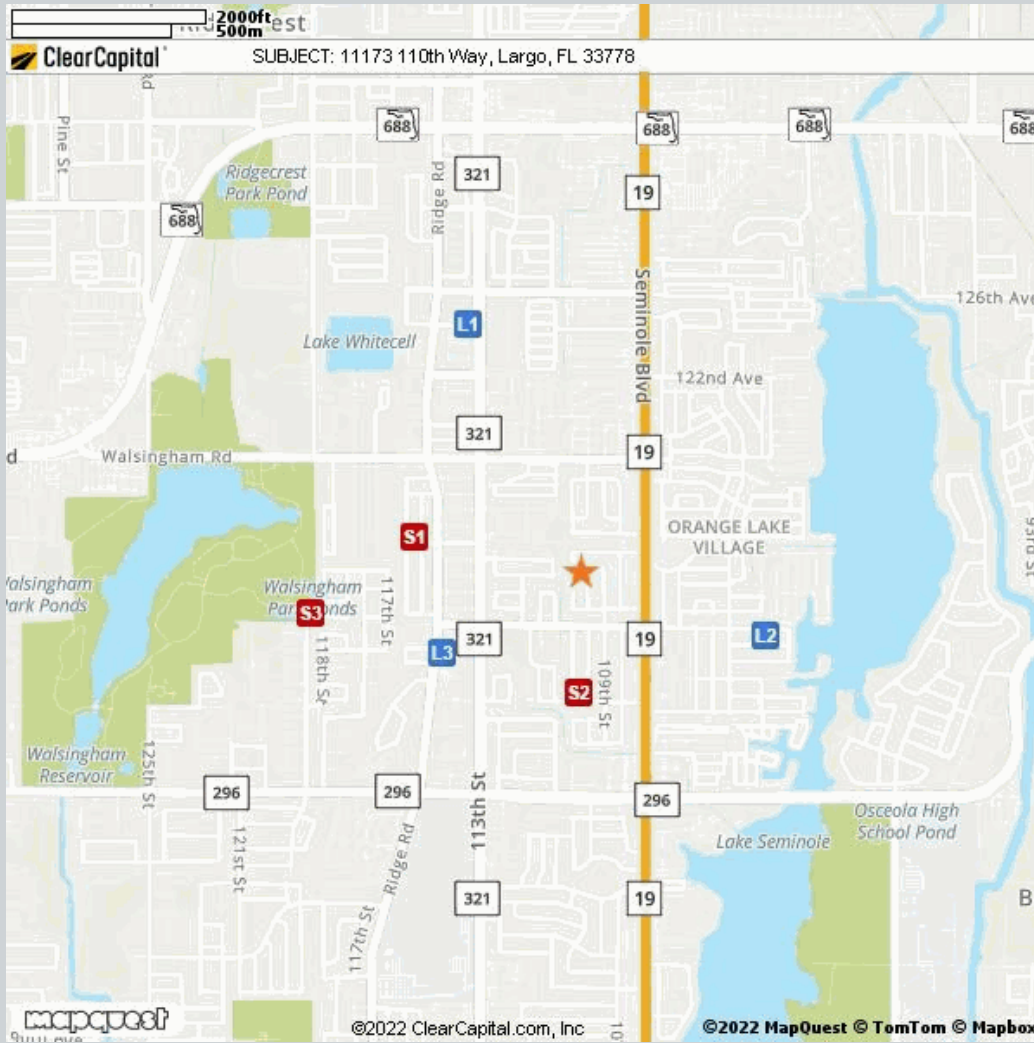 2000ft
500m
est
ClearCapital
SUBJECT: 11173 110th Way, Largo, FL 33778
Rd
Pine St
688
688
688
688
Ridgecrest
Park Pond
321
Ridge Rd
19
688
Seminole Blvd
126th Ave
L1
Lake Whitecell
122nd Ave
321
19
d
Walsingham Rd
S1
ORANGE LAKE
VILLAGE
93rd St
Walsingham
Park Ponds
Walsingham
Park Ponds
S3
117th St
118th St
321
19
L2
L3
S2
109th St
Walsingham
Reservoir
125th St
296
296
296
113th St
Osceola High
School Pond
Lake Seminole
121st St
Ridge Rd
321
19
B
117th St
mapquest
©2022 ClearCapital.com, Inc
©2022 MapQuest © TomTom © Mapbox